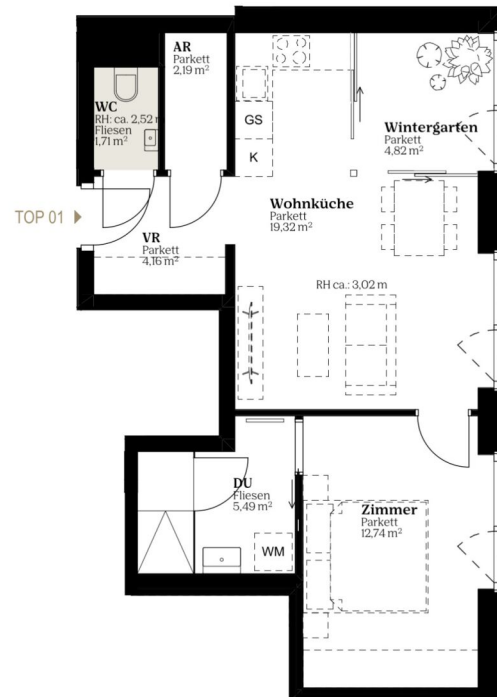 AR
Parkett
2,19 m²
WC
RH: ca. 2,52
Fliesen
1,71 m²
GS
K
Wintergarten
Parkett
4,82 m²
Wohnküche
Parkett
19,32 m²
TOP 01
VR
Parkett
4,16 m²
RH ca.: 3,02 m
DU
Fliesen
5,49 m²
WM
Zimmer
Parkett
12,74 m²